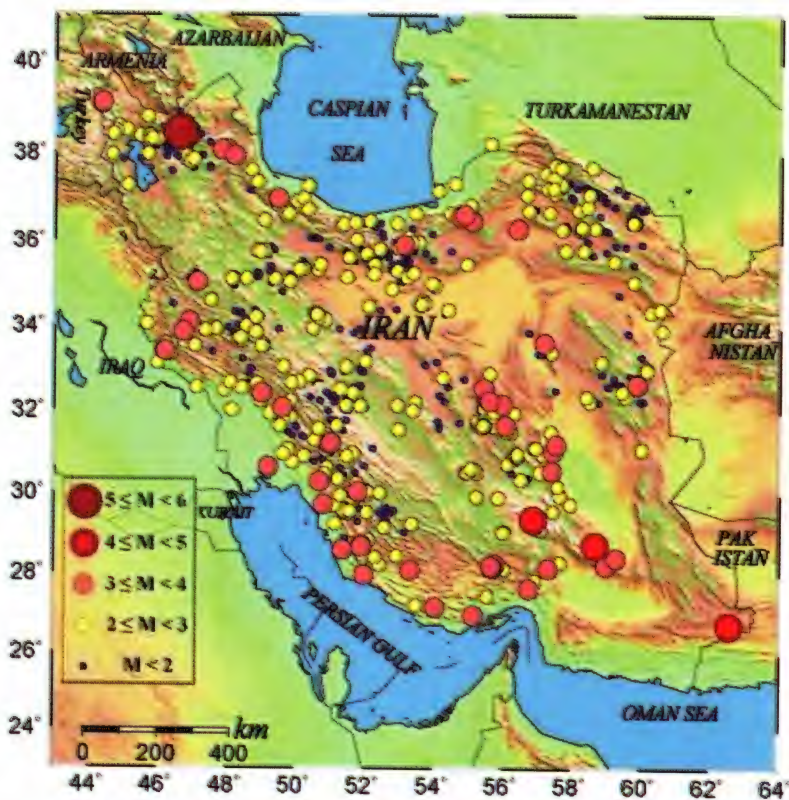 AZARBAIJAN
ARMENIA
Turkey
CASPIAN
SEA
TURKAMANESTAN
IRAN
AFGHA
NISTAN
IRAQ
KUWAIT
PAK
ISTAN
PERSIAN GULF
OMAN SEA
5 ≤ M < 6
4 ≤ M < 5
3 ≤ M < 4
2 ≤ M < 3
M < 2
km
0 200 400
40°
38°
36°
34°
32°
30°
28°
26°
24°
44° 46° 48° 50° 52° 54° 56° 58° 60° 62° 64°